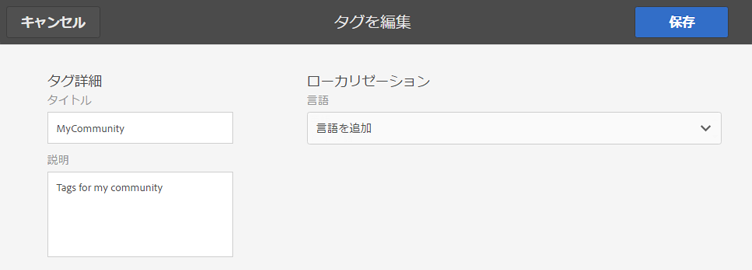 キャンセル
タグを編集
保存
タグ詳細
タイトル
MyCommunity
説明
Tags for my community
ローカリゼーション
言語
言語を追加